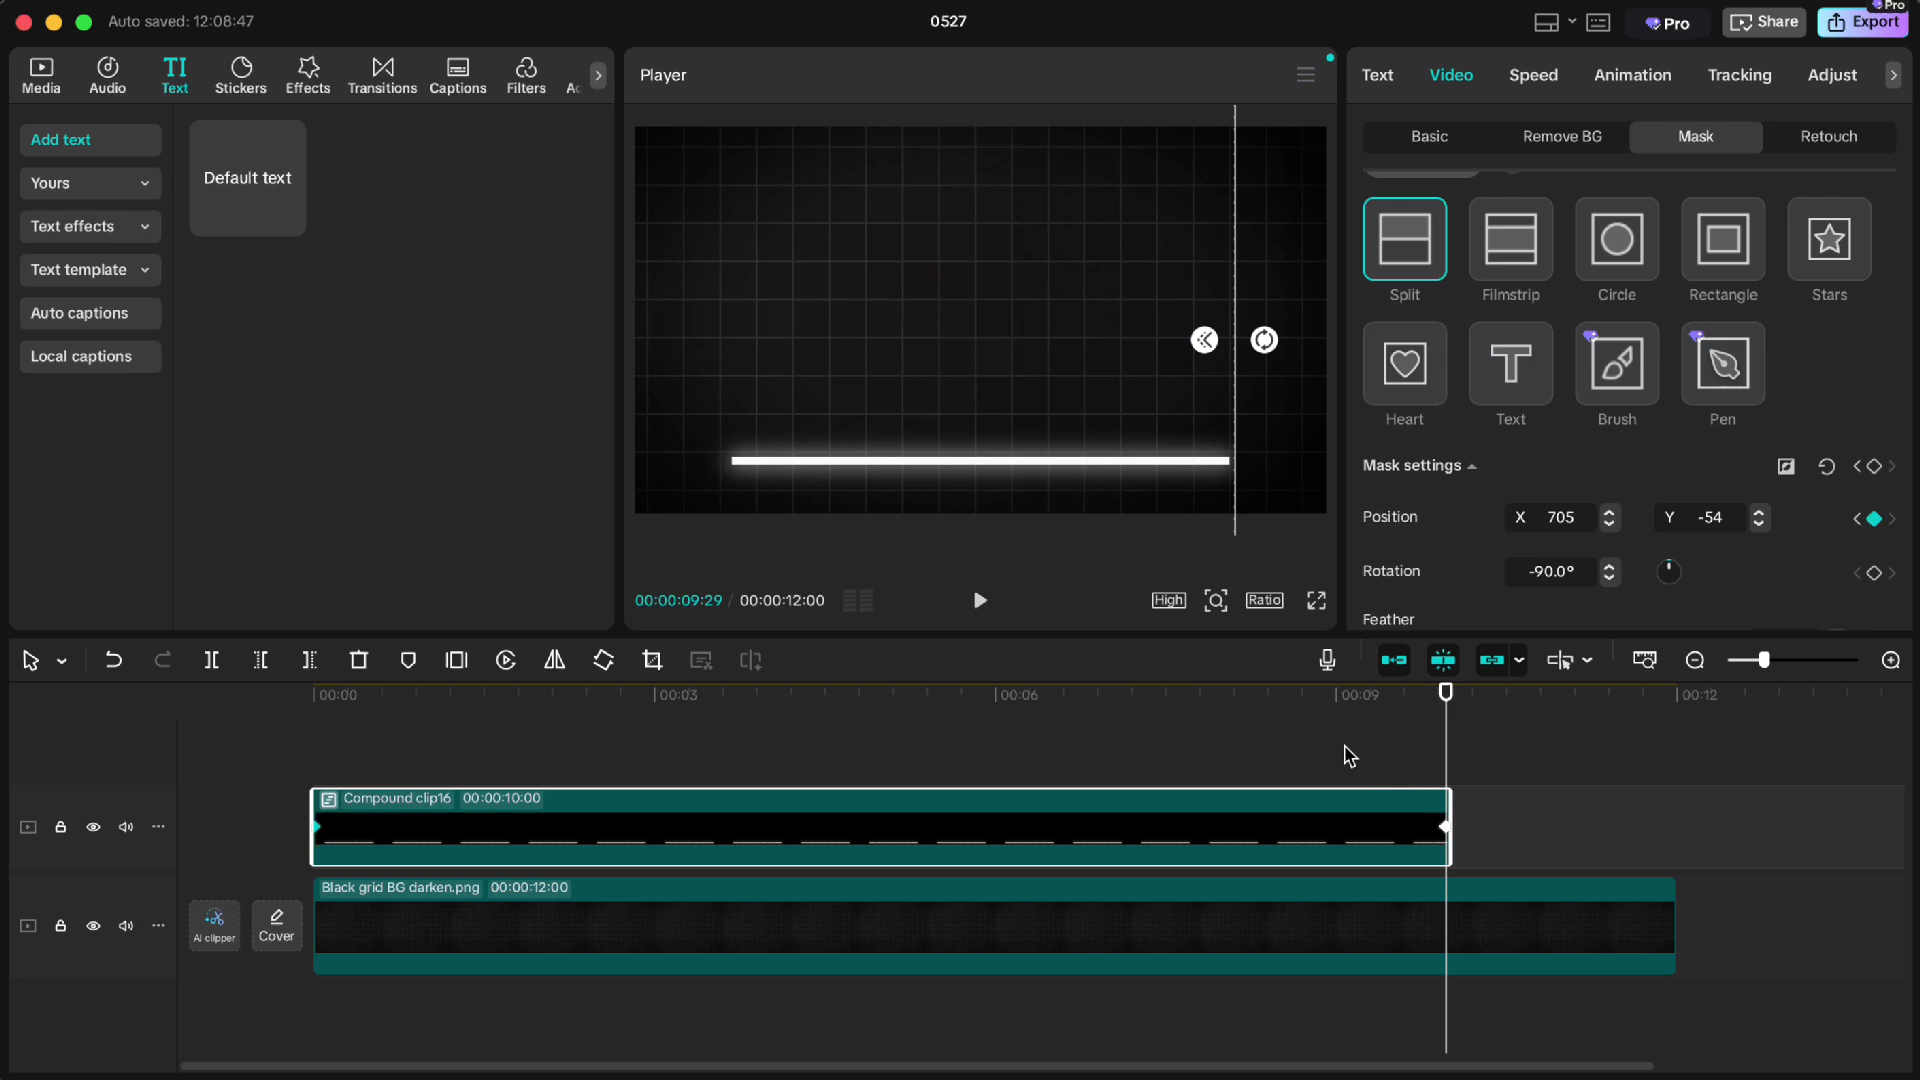 Auto saved: 12:08:47
0527
Pro
Share
Pro
Export
Media
Audio
TI
Text
Stickers
Effects
Transitions
Captions
Filters
Player
Text
Video
Speed
Animation
Tracking
Adjust
Add text
Yours
Text effects
Text template
Auto captions
Local captions
Default text
Basic
Remove BG
Mask
Retouch
Split
Filmstrip
Circle
Rectangle
Stars
Heart
T
Text
Brush
Pen
Mask settings
Position
X 705
Y -54
Rotation
-90.0°
Feather
00:00:09:29 / 00:00:12:00
High
Ratio
00:00
00:03
00:06
00:09
00:12
Compound clip16 00:00:10:00
Black grid BG darken.png 00:00:12:00
AI clipper
Cover